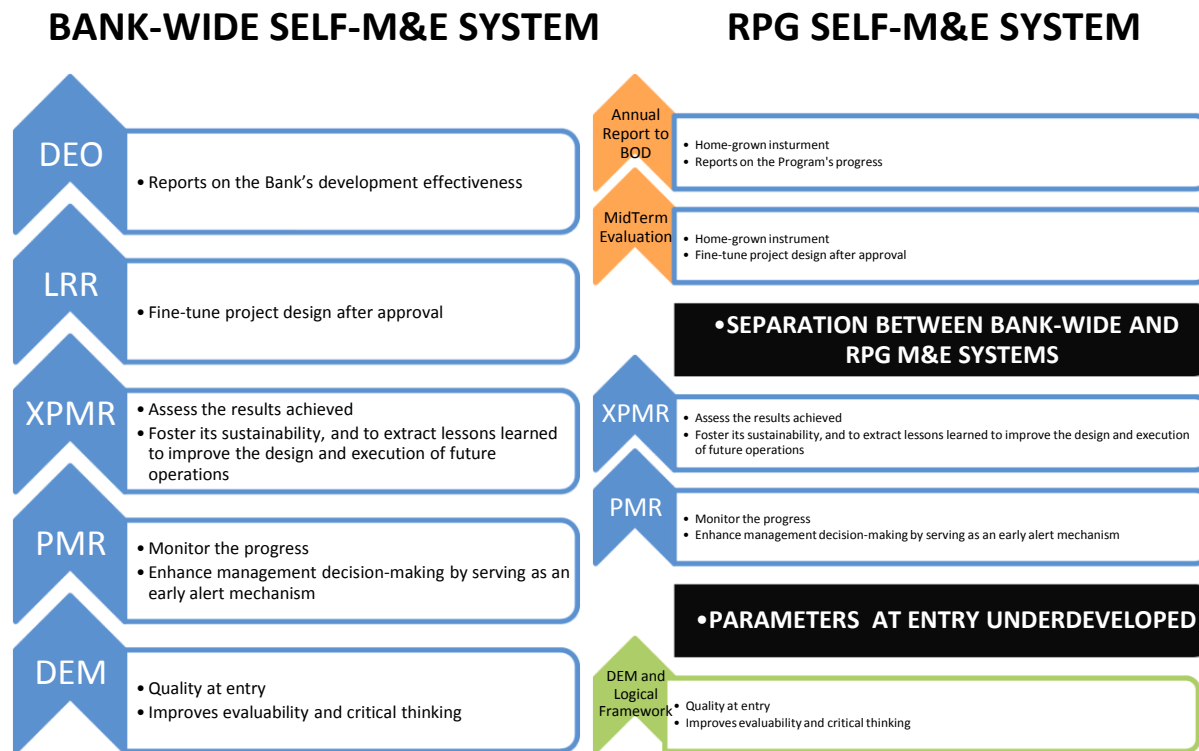 BANK-WIDE SELF-M&E SYSTEM
DEO
• Reports on the Bank's development effectiveness
LRR
• Fine-tune project design after approval
XPMR
• Assess the results achieved
• Foster its sustainability, and to extract lessons learned
to improve the design and execution of future
operations
PMR
• Monitor the progress
• Enhance management decision-making by serving as an
early alert mechanism
DEM
• Quality at entry
• Improves evaluability and critical thinking
RPG SELF-M&E SYSTEM
Annual
Report to
BOD
• Home-grown insturment
• Reports on the Program's progress
MidTerm
Evaluation
• Home-grown instrument
• Fine-tune project design after approval
•SEPARATION BETWEEN BANK-WIDE AND
RPG M&E SYSTEMS
XPMR
• Assess the results achieved
• Foster its sustainability, and to extract lessons learned to improve the design and execution
of future operations
PMR
• Monitor the progress
• Enhance management decision-making by serving as an early alert mechanism
•PARAMETERS AT ENTRY UNDERDEVELOPED
DEM and
Logical
Framework
• Quality at entry
• Improves evaluability and critical thinking